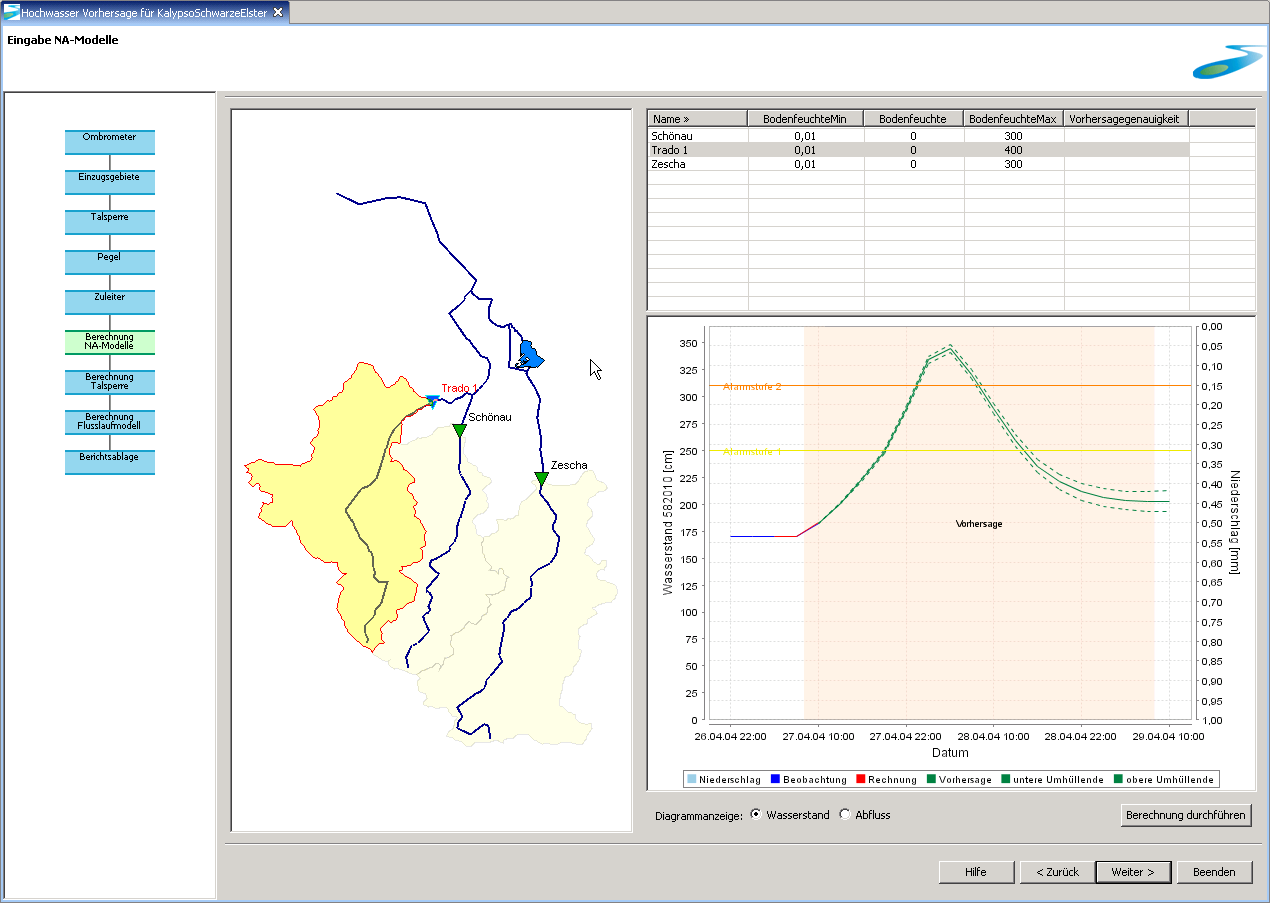 Hochwasser Vorhersage für KalypsoSchwarzeElster
Eingabe NA-Modelle
Ombrometer
Einzugsgebiete
Talsperre
Pegel
Zuleiter
Berechnung
NA-Modelle
Berechnung
Talsperre
Berechnung
Flusslaufmodell
Berichtsablage
Trado 1
Schönau
Zescha
Name » BodenfeuchteMin Bodenfeuchte BodenfeuchteMax Vorhersagegenauigkeit
Schönau 0,01 0 300
Trado 1 0,01 0 400
Zescha 0,01 0 300
Wasserstand 582010 [cm]
350
325
300
275
250
225
200
175
150
125
100
75
50
25
0
Alarmstufe 2
Alarmstufe 1
Vorhersage
0,00
0,05
0,10
0,15
0,20
0,25
0,30
0,35
0,40
0,45
0,50
0,55
0,60
0,65
0,70
0,75
0,80
0,85
0,90
0,95
1,00
Niederschlag [mm]
26.04.04 22:00 27.04.04 10:00 27.04.04 22:00 28.04.04 10:00 28.04.04 22:00 29.04.04 10:00
Datum
Niederschlag Beobachtung Rechnung Vorhersage untere Umhüllende obere Umhüllende
Diagrammanzeige: Wasserstand Abfluss Berechnung durchführen
Hilfe < Zurück Weiter > Beenden